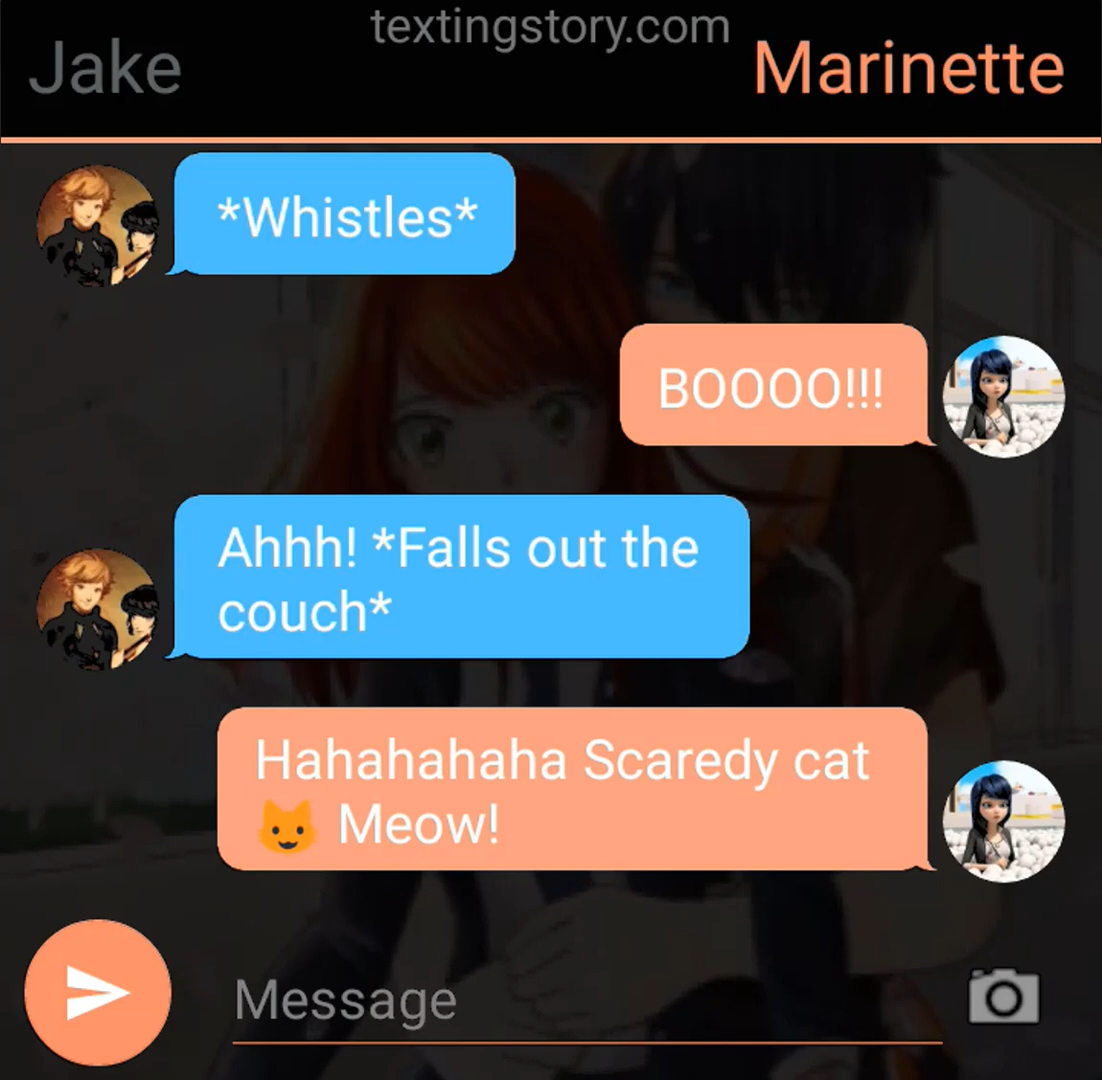 textingstory.com
Jake
Marinette
*Whistles*
BOOOO!!!
Ahhh! *Falls out the
couch*
Hahahahaha Scaredy cat
😺 Meow!
Message